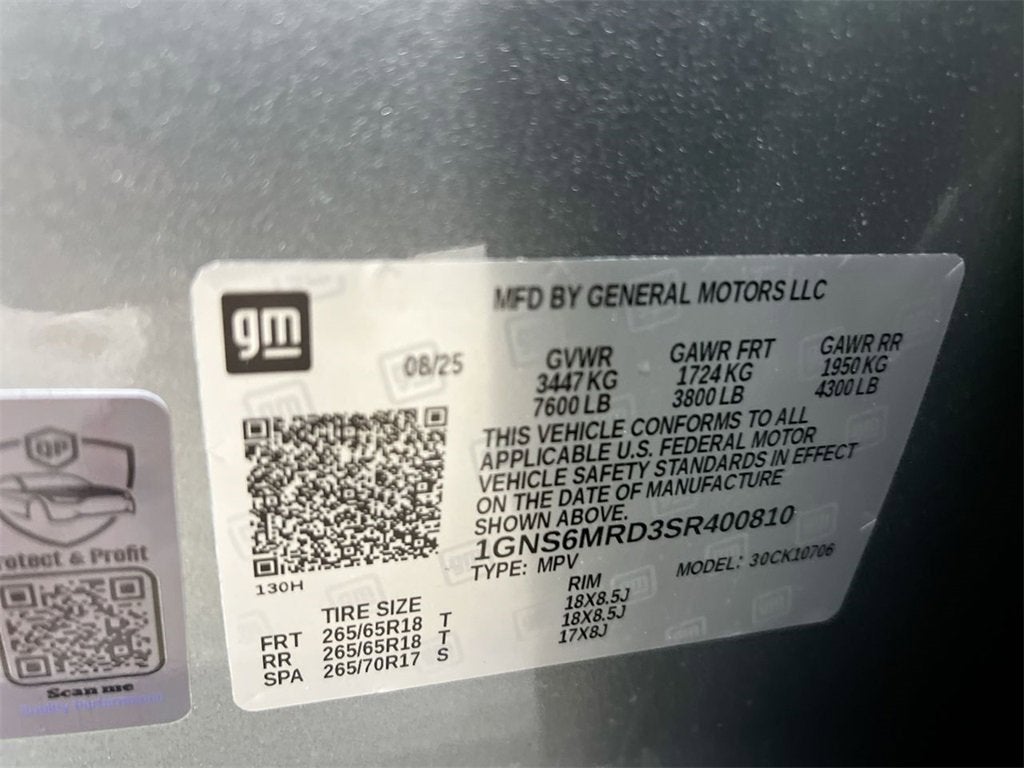 gm
MFD BY GENERAL MOTORS LLC
08/25
GVWR GAWR FRT GAWR RR
3447 KG 1724 KG 1950 KG
7600 LB 3800 LB 4300 LB
THIS VEHICLE CONFORMS TO ALL
APPLICABLE U.S. FEDERAL MOTOR
VEHICLE SAFETY STANDARDS IN EFFECT
ON THE DATE OF MANUFACTURE
SHOWN ABOVE.
1GNS6MRD3SR400810
TYPE: MPV MODEL: 30CK10706
130H
TIRE SIZE RIM
FRT 265/65R18 T 18X8.5J
RR 265/65R18 T 18X8.5J
SPA 265/70R17 S 17X8J
QP
rotect & Profit
Scan me